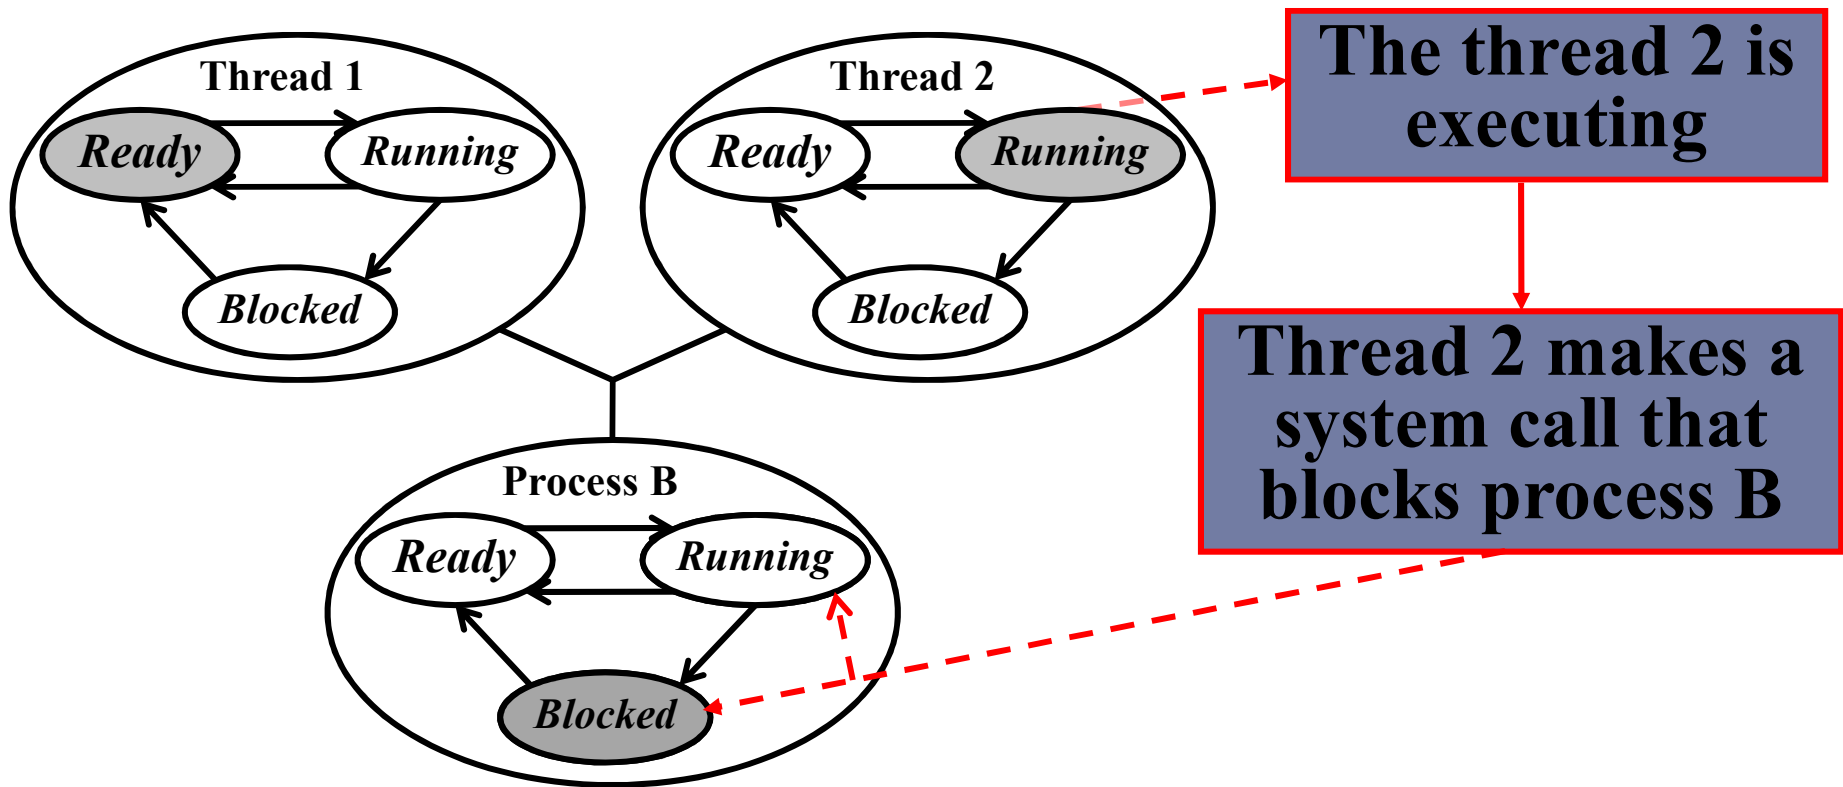 Thread 1
Ready
Running
Blocked
Thread 2
Ready
Running
Blocked
The thread 2 is
executing
Thread 2 makes a
system call that
blocks process B
Process B
Ready
Running
Blocked